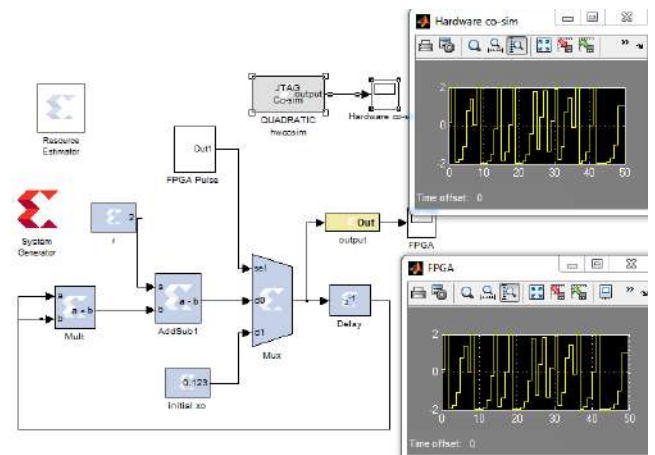 Hardware co-sim
JTAG
Co-sim
output
QUADRATIC
hwcosim
Hardware co-s
Resource
Estimator
Out1
FPGA Pulse
2
-2
0
2
0
10
20
30
40
50
Time offset: 0
System
Generator
2
r
sel
d0
d1
Mux
Out
output
FPGA
a
b
a - b
AddSub1
z-1
Delay
a
b
Mult
0.123
initial xo
FPGA
2
0
-2
0
10
20
30
40
50
Time offset: 0